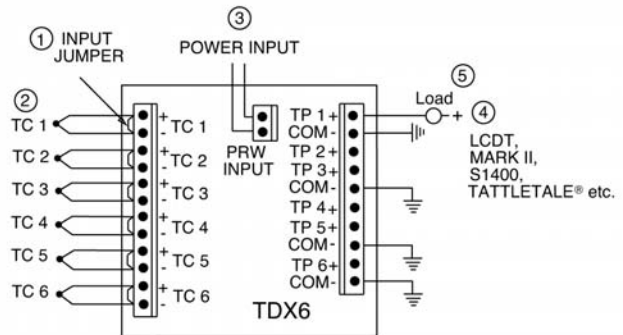 ① INPUT
JUMPER
③
POWER INPUT
② 
TC 1
TC 2
TC 3
TC 4
TC 5
TC 6
+ TC 1
-
+ TC 2
-
+ TC 3
-
+ TC 4
-
+ TC 5
-
+ TC 6
-
PRW
INPUT
TP 1+
COM-
TP 2+
TP 3+
COM-
TP 4+
TP 5+
COM-
TP 6+
COM-
TDX6
⑤
Load
+
④
LCDT,
MARK II,
S1400,
TATTLETALE® etc.